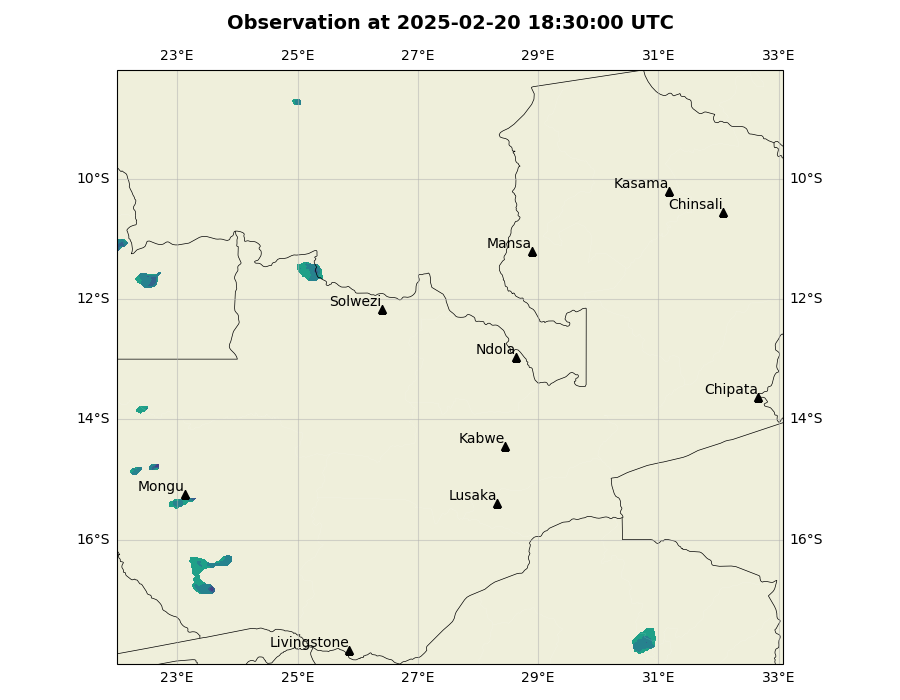 Observation at 2025-02-20 18:30:00 UTC
23°E 25°E 27°E 29°E 31°E 33°E
10°S 10°S
Kasama
Chinsali
Mansa
12°S 12°S
Solwezi
Ndola
Chipata
14°S 14°S
Kabwe
Mongu
Lusaka
16°S 16°S
Livingstone
23°E 25°E 27°E 29°E 31°E 33°E